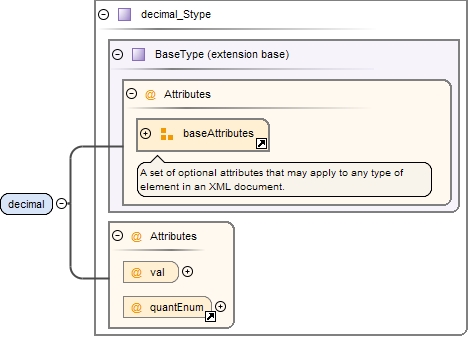 decimal_Stype
BaseType (extension base)
@ Attributes
baseAttributes
A set of optional attributes that may apply to any type of
element in an XML document.
decimal
@ Attributes
@ val
@ quantEnum